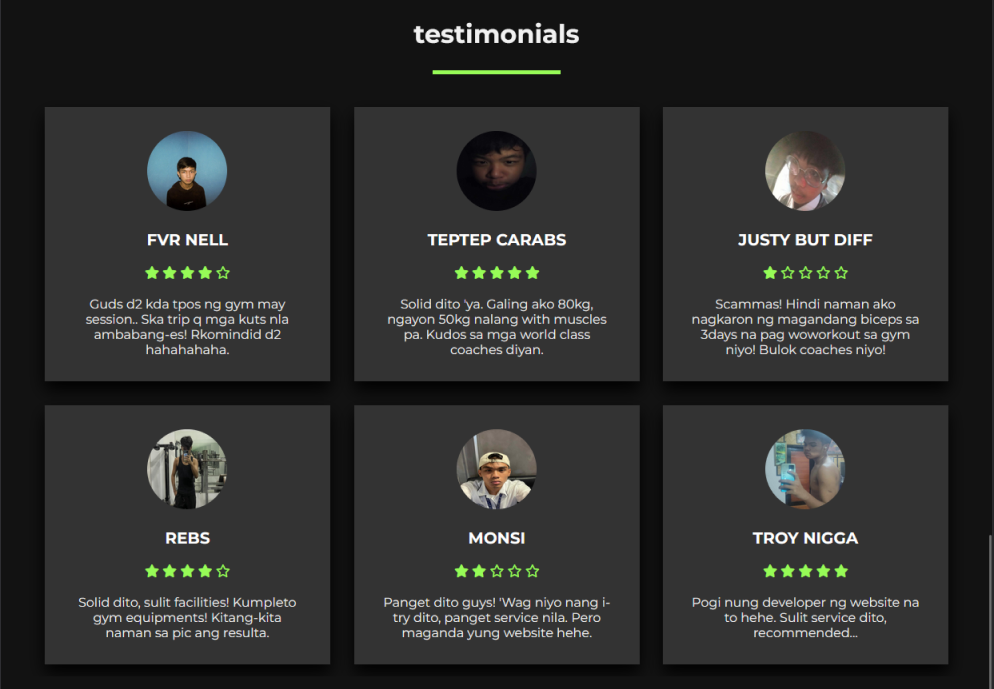 testimonials
FVR NELL
Guds d2 kda tpos ng gym may
session.. Ska trip q mga kuts nla
ambabang-es! Rkomindid d2
hahahahaha.
TEPTEP CARABS
Solid dito 'ya. Galing ako 80kg,
ngayon 50kg nalang with muscles
pa. Kudos sa mga world class
coaches diyan.
JUSTY BUT DIFF
Scammas! Hindi naman ako
nagkaron ng magandang biceps sa
3days na pag woworkout sa gym
niyo! Bulok coaches niyo!
REBS
Solid dito, sulit facilities! Kumpleto
gym equipments! Kitang-kita
naman sa pic ang resulta.
MONSI
Panget dito guys! 'Wag niyo nang i-
try dito, panget service nila. Pero
maganda yung website hehe.
TROY NIGGA
Pogi nung developer ng website na
to hehe. Sulit service dito,
recommended...